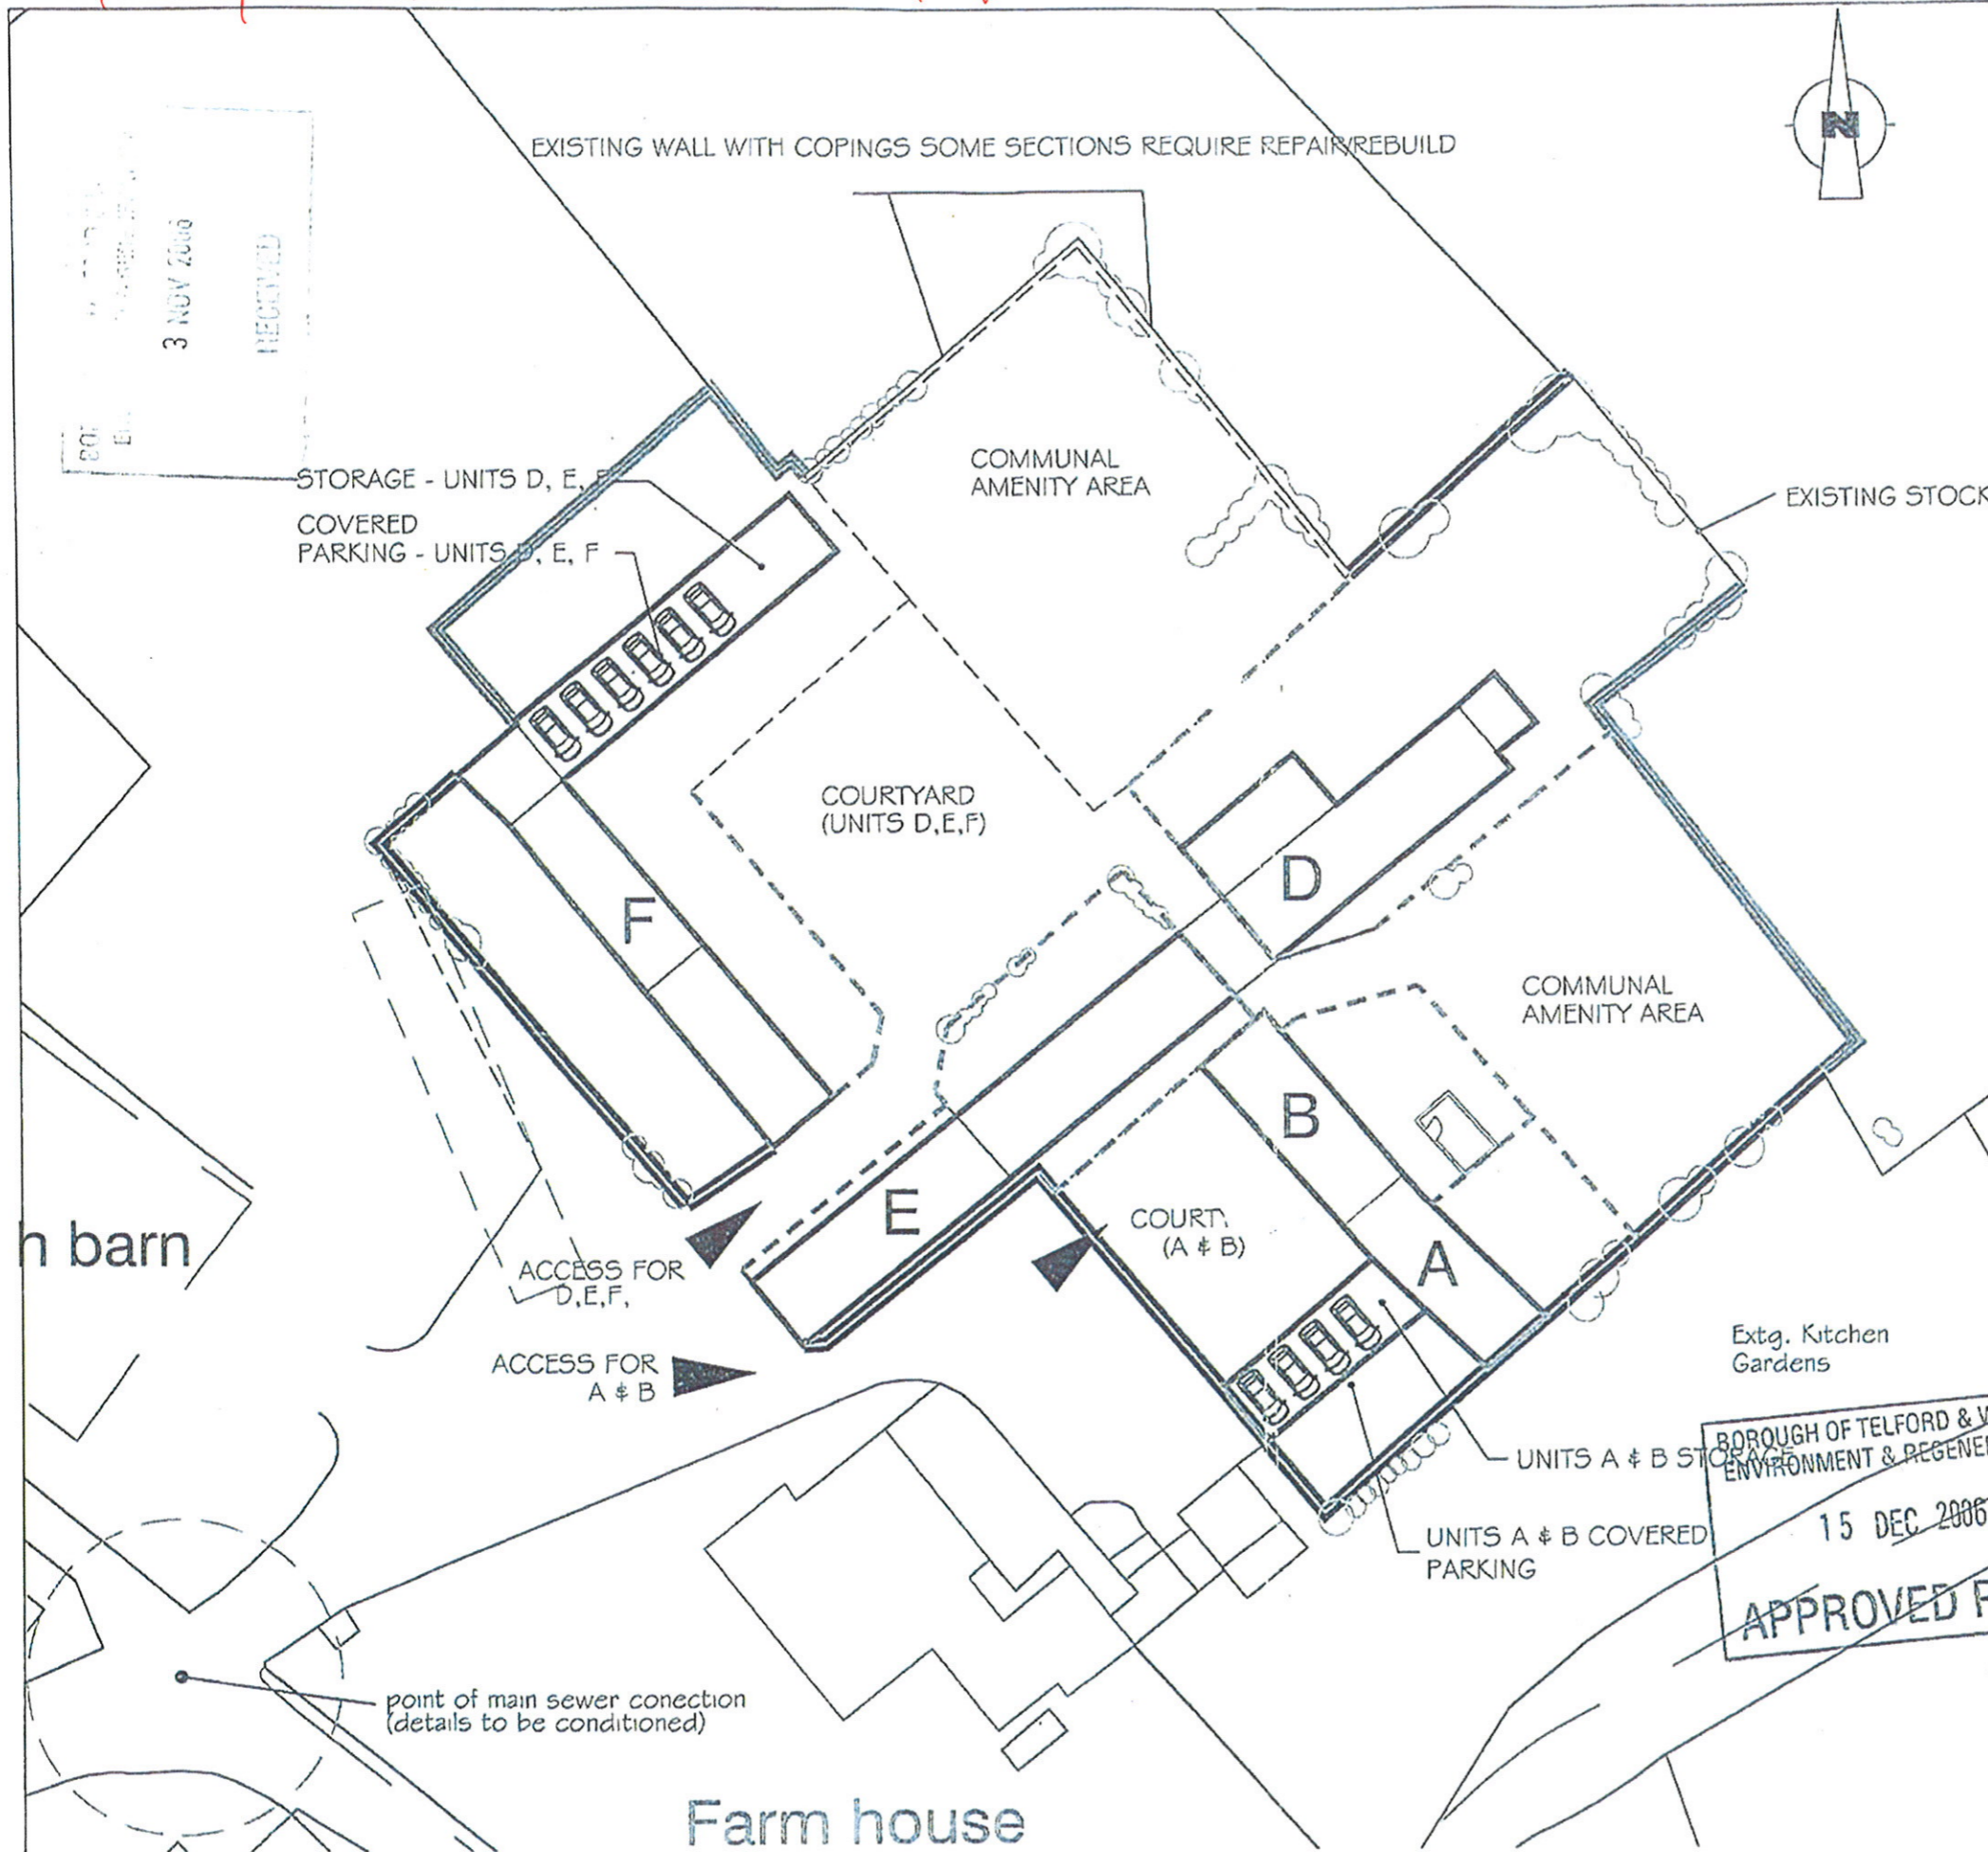 N
EXISTING WALL WITH COPINGS SOME SECTIONS REQUIRE REPAIR/REBUILD
3 NOV 2006
RECEIVED
STORAGE - UNITS D, E, F
COVERED
PARKING - UNITS D, E, F
COMMUNAL
AMENITY AREA
EXISTING STOCK
COURTYARD
(UNITS D,E,F)
D
F
COMMUNAL
AMENITY AREA
B
E
COURT
(A & B)
A
h barn
ACCESS FOR
D,E,F,
ACCESS FOR
A & B
Extg. Kitchen
Gardens
BOROUGH OF TELFORD & W
ENVIRONMENT & REGENE
UNITS A & B STORAGE
15 DEC 2006
UNITS A & B COVERED
PARKING
APPROVED
point of main sewer conection
(details to be conditioned)
Farm house